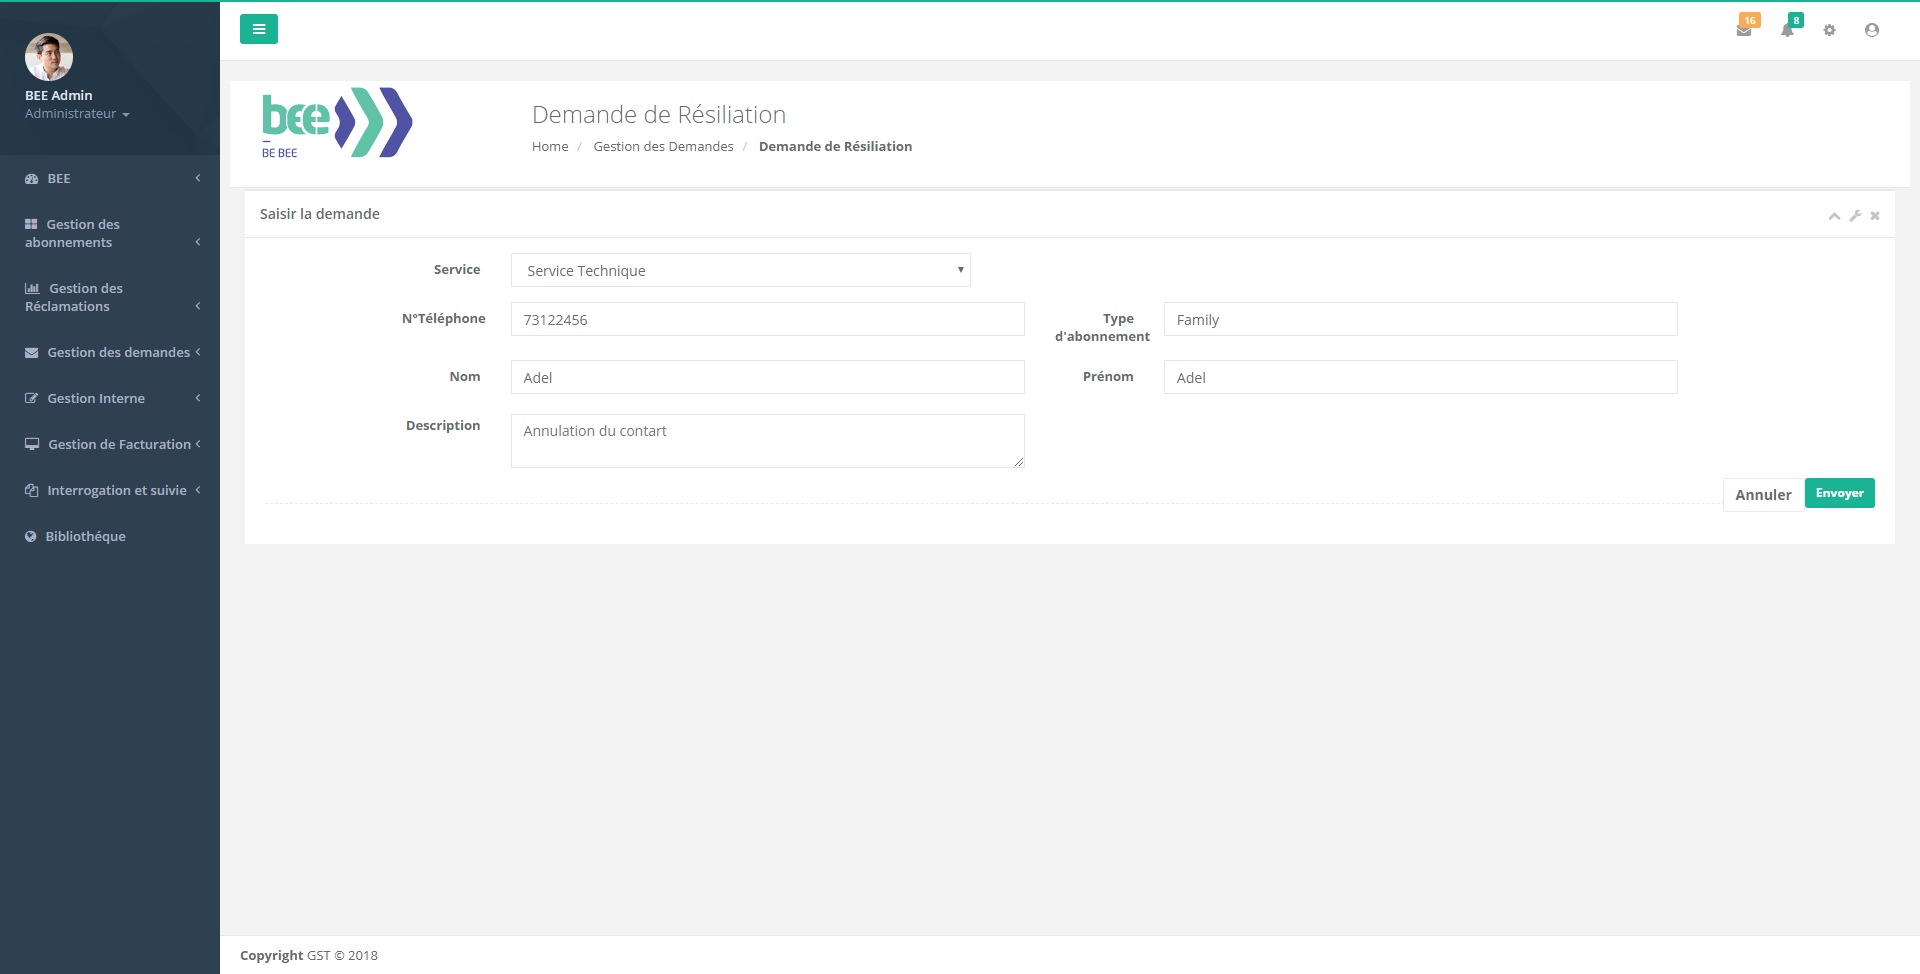 BEE Admin
Administrateur
BEE
Gestion des
abonnements
Gestion des
Réclamations
Gestion des demandes
Gestion Interne
Gestion de Facturation
Interrogation et suivie
Bibliothéque
16
8
bee
BE BEE
Demande de Résiliation
Home / Gestion des Demandes / Demande de Résiliation
Saisir la demande
Service
Service Technique
N°Téléphone
73122456
Type
d'abonnement
Family
Nom
Adel
Prénom
Adel
Description
Annulation du contart
Annuler
Envoyer
Copyright GST © 2018